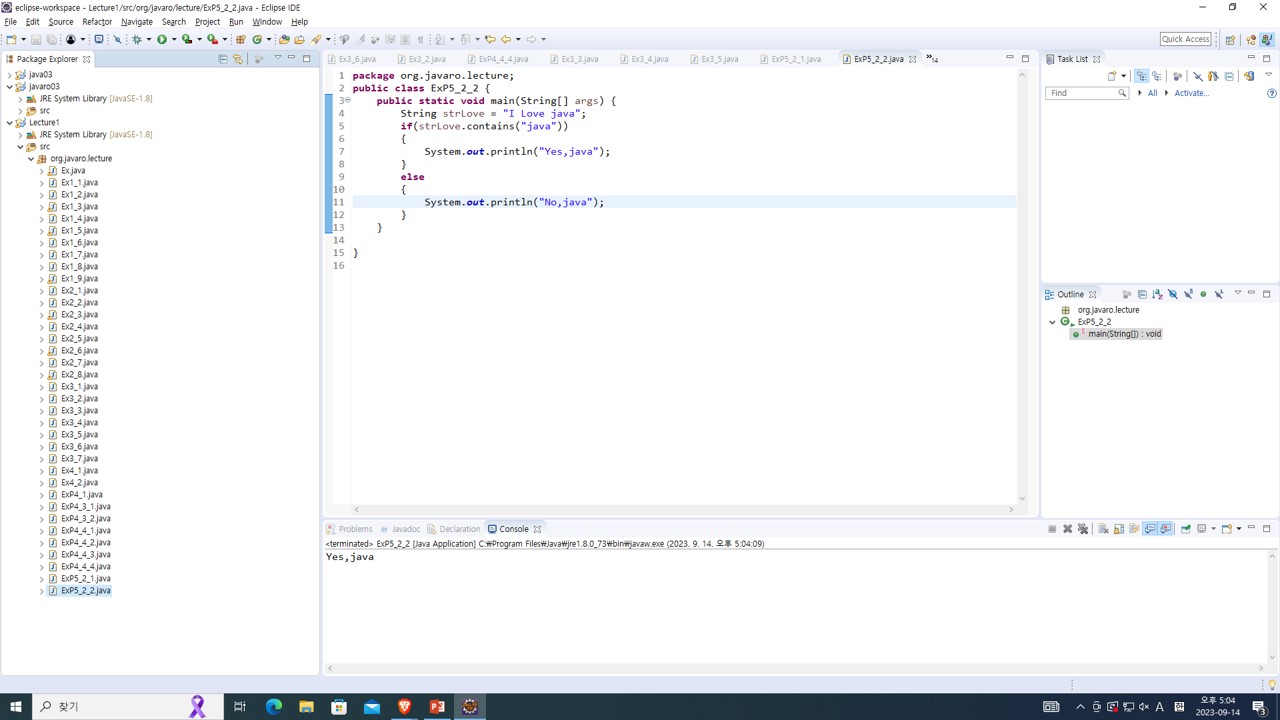 eclipse-workspace - Lecture1/src/org/javaro/lecture/ExP5_2_2.java - Eclipse IDE
File Edit Source Refactor Navigate Search Project Run Window Help
Quick Access
Package Explorer
java03
javaro03
JRE System Library [JavaSE-1.8]
src
Lecture1
JRE System Library [JavaSE-1.8]
src
org.javaro.lecture
Ex.java
Ex1_1.java
Ex1_2.java
Ex1_3.java
Ex1_4.java
Ex1_5.java
Ex1_6.java
Ex1_7.java
Ex1_8.java
Ex1_9.java
Ex2_1.java
Ex2_2.java
Ex2_3.java
Ex2_4.java
Ex2_5.java
Ex2_6.java
Ex2_7.java
Ex2_8.java
Ex3_1.java
Ex3_2.java
Ex3_3.java
Ex3_4.java
Ex3_5.java
Ex3_6.java
Ex3_7.java
Ex4_1.java
Ex4_2.java
ExP4_1.java
ExP4_3_1.java
ExP4_3_2.java
ExP4_4_1.java
ExP4_4_2.java
ExP4_4_3.java
ExP4_4_4.java
ExP5_2_1.java
ExP5_2_2.java
Ex3_6.java Ex3_2.java ExP4_4_4.java Ex3_3.java Ex3_4.java Ex3_5.java ExP5_2_1.java ExP5_2_2.java »14
1 package org.javaro.lecture;
2 public class ExP5_2_2 {
3 public static void main(String[] args) {
4 String strLove = "I Love java";
5 if(strLove.contains("java"))
6 {
7 System.out.println("Yes,java");
8 }
9 else
10 {
11 System.out.println("No,java");
12 }
13 }
14
15 }
16
Task List
Find All Activate...
Outline
org.javaro.lecture
ExP5_2_2
main(String[]) : void
Problems Javadoc Declaration Console
<terminated> ExP5_2_2 [Java Application] C:₩Program Files₩Java₩jre1.8.0_73₩bin₩javaw.exe (2023. 9. 14. 오후 5:04:09)
Yes,java
찾기
A 오후 5:04
2023-09-14
3